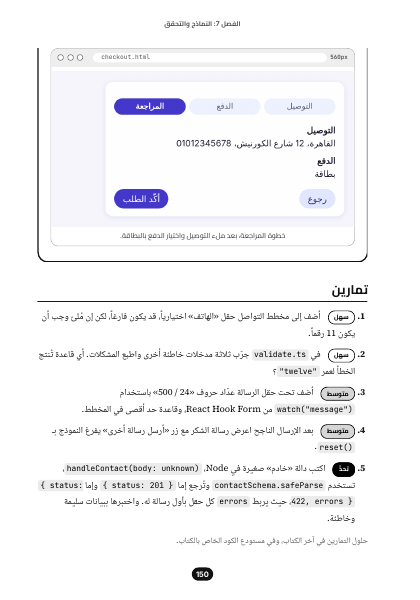 الفصل 7: النماذج والتحقق
checkout.html
560px
التوصيل
الدفع
المراجعة
التوصيل
القاهرة، 12 شارع الكورنيش، 01012345678
الدفع
بطاقة
رجوع
أكّد الطلب
خطوة المراجعة، بعد ملء التوصيل واختيار الدفع بالبطاقة.
تمارين
1. سهل أضف إلى مخطط التواصل حقل «الهاتف» اختيارياً، قد يكون فارغاً، لكن إن مُلئ وجب أن
يكون 11 رقماً.
2. سهل في validate.ts جرّب ثلاثة مدخلات خاطئة أخرى واطبع المشكلات. أي قاعدة تُنتج
الخطأ لعمر "twelve"؟
3. متوسط أضف تحت حقل الرسالة عدّاد حروف «24 / 500» باستخدام
watch("message") من React Hook Form، وقاعدة حد أقصى في المخطط.
4. متوسط بعد الإرسال الناجح اعرض رسالة الشكر مع زر «أرسل رسالة أخرى» يفرغ النموذج بـ
reset().
5. تحدٍّ اكتب دالة «خادم» صغيرة في Node، handleContact(body: unknown)،
تستخدم contactSchema.safeParse وتُرجع إما { status: 201 } وإما { status:
422, errors }، حيث يربط errors كل حقل بأول رسالة له. واختبرها ببيانات سليمة
وخاطئة.
حلول التمارين في آخر الكتاب، وفي مستودع الكود الخاص بالكتاب.
150